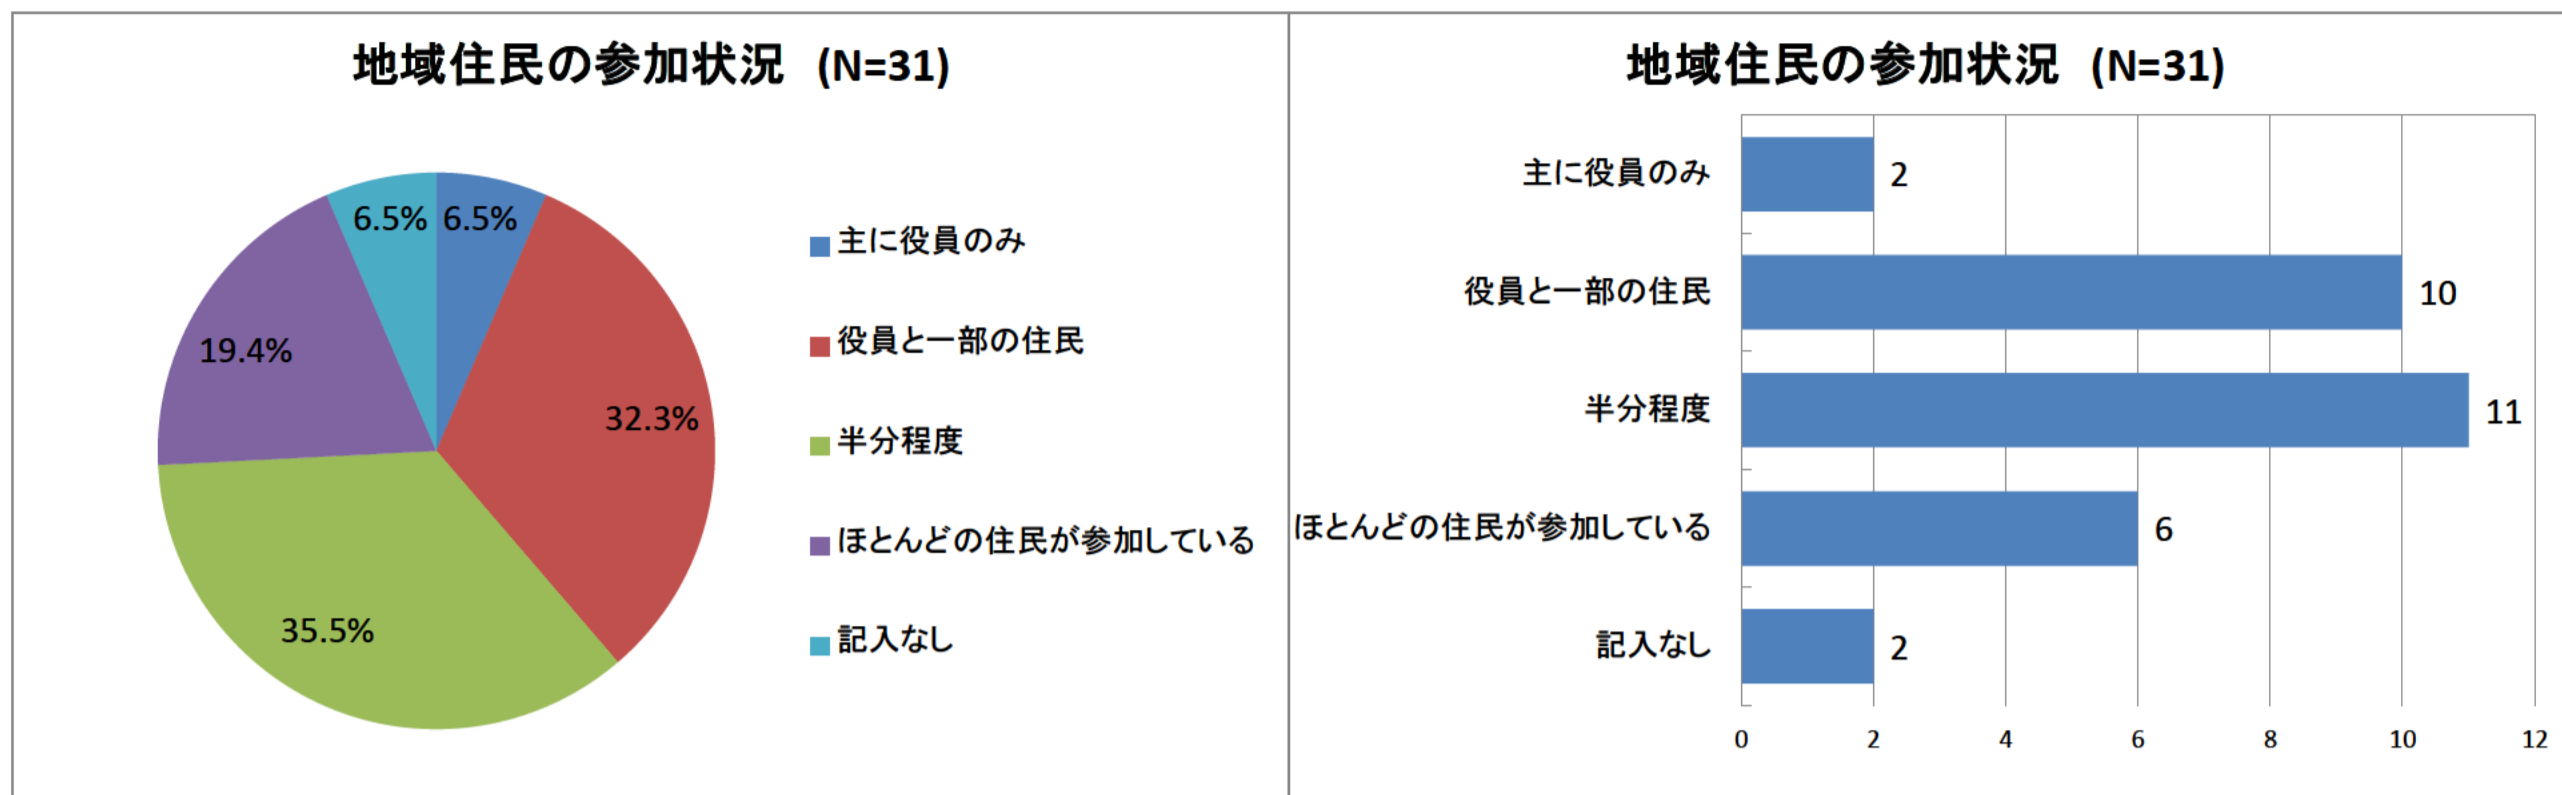 地域住民の参加状況 (N=31)
6.5%
6.5%
32.3%
19.4%
35.5%
主に役員のみ
役員と一部の住民
半分程度
ほとんどの住民が参加している
記入なし
地域住民の参加状況 (N=31)
主に役員のみ 2
役員と一部の住民 10
半分程度 11
ほとんどの住民が参加している 6
記入なし 2
0 2 4 6 8 10 12